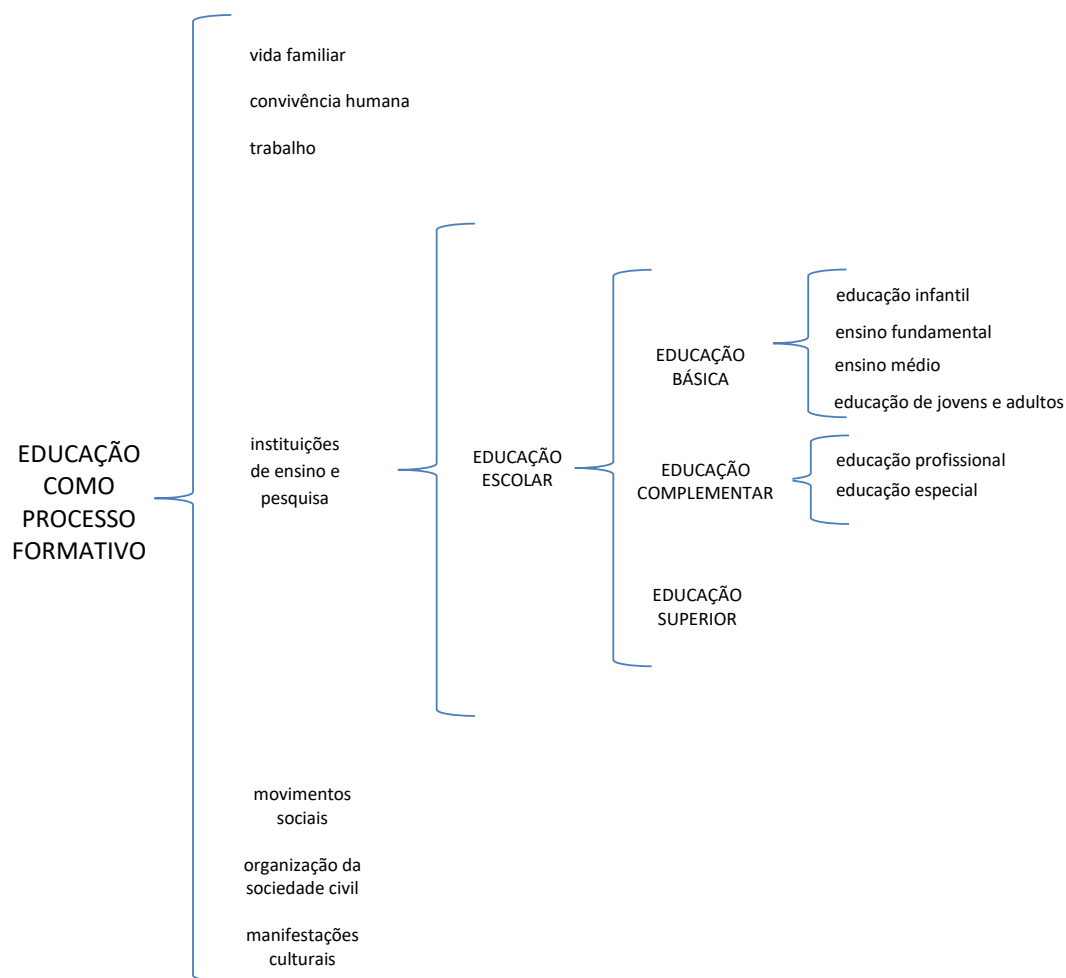 vida familiar
convivência humana
trabalho
EDUCAÇÃO
COMO
PROCESSO
FORMATIVO
instituições
de ensino e
pesquisa
EDUCAÇÃO
ESCOLAR
EDUCAÇÃO
BÁSICA
educação infantil
ensino fundamental
ensino médio
educação de jovens e adultos
EDUCAÇÃO
COMPLEMENTAR
educação profissional
educação especial
EDUCAÇÃO
SUPERIOR
movimentos
sociais
organização da
sociedade civil
manifestações
culturais